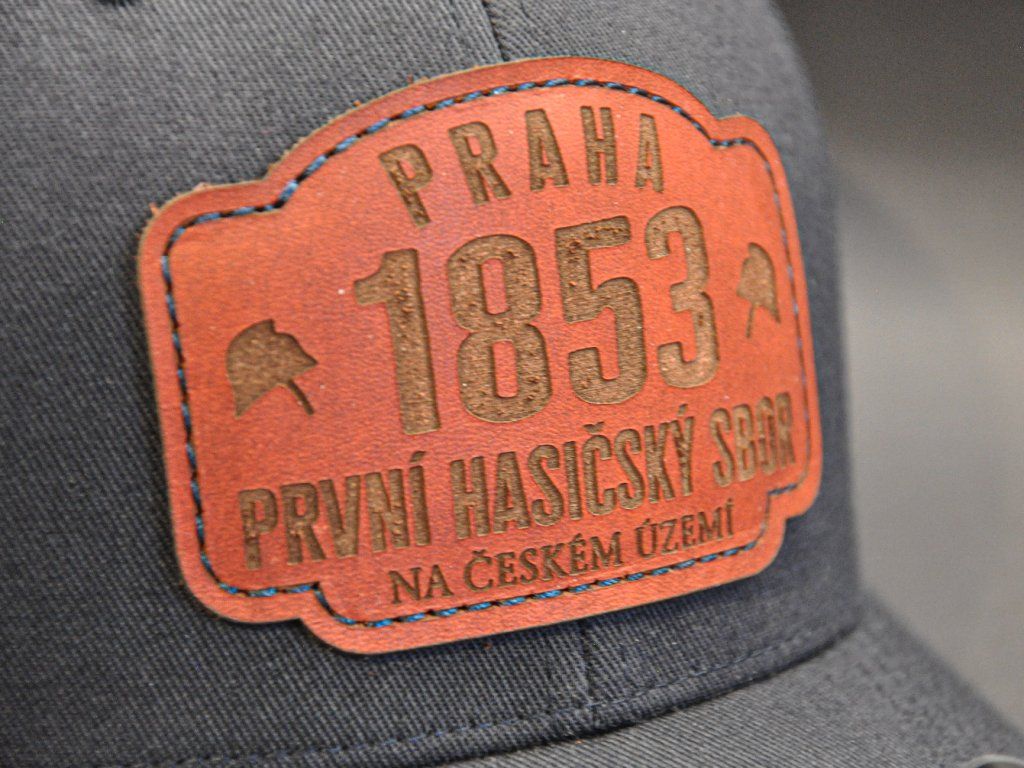 PRAHA
1853
PRVNÍ HASIČSKÝ SBOR
NA ČESKÉM ÚZEMÍ